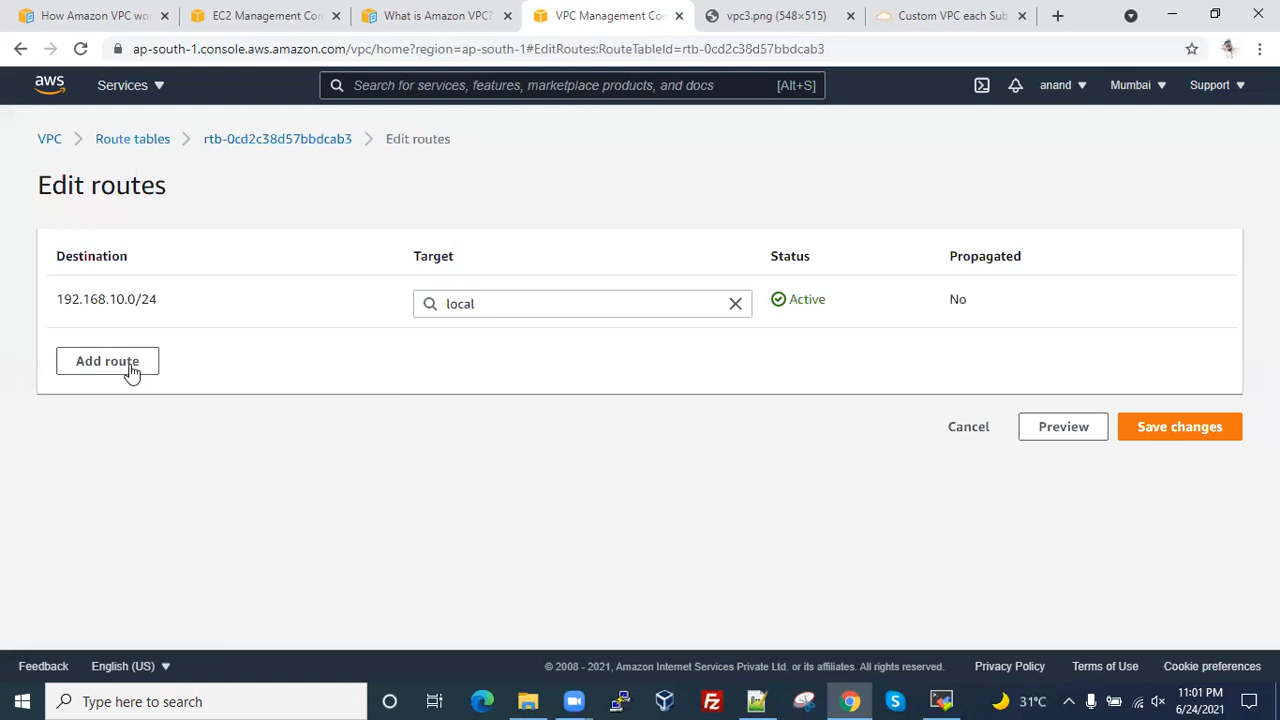 How Amazon VPC wo
EC2 Management Con
What is Amazon VPC?
VPC Management Con
vpc3.png (548×515)
Custom VPC each Sub
ap-south-1.console.aws.amazon.com/vpc/home?region=ap-south-1#EditRoutes:RouteTableId=rtb-0cd2c38d57bbdcab3
aws
Services
Search for services, features, marketplace products, and docs
[Alt+S]
anand
Mumbai
Support
VPC
Route tables
rtb-0cd2c38d57bbdcab3
Edit routes
Edit routes
Destination
Target
Status
Propagated
192.168.10.0/24
local
Active
No
Add route
Cancel
Preview
Save changes
Feedback
English (US)
© 2008 - 2021, Amazon Internet Services Private Ltd. or its affiliates. All rights reserved.
Privacy Policy
Terms of Use
Cookie preferences
Type here to search
31°C
11:01 PM
6/24/2021